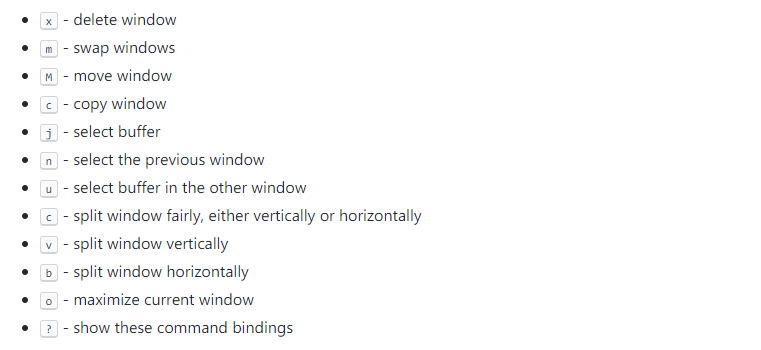 • x - delete window
• m - swap windows
• M - move window
• c - copy window
• j - select buffer
• n - select the previous window
• u - select buffer in the other window
• c - split window fairly, either vertically or horizontally
• v - split window vertically
• b - split window horizontally
• o - maximize current window
• ? - show these command bindings